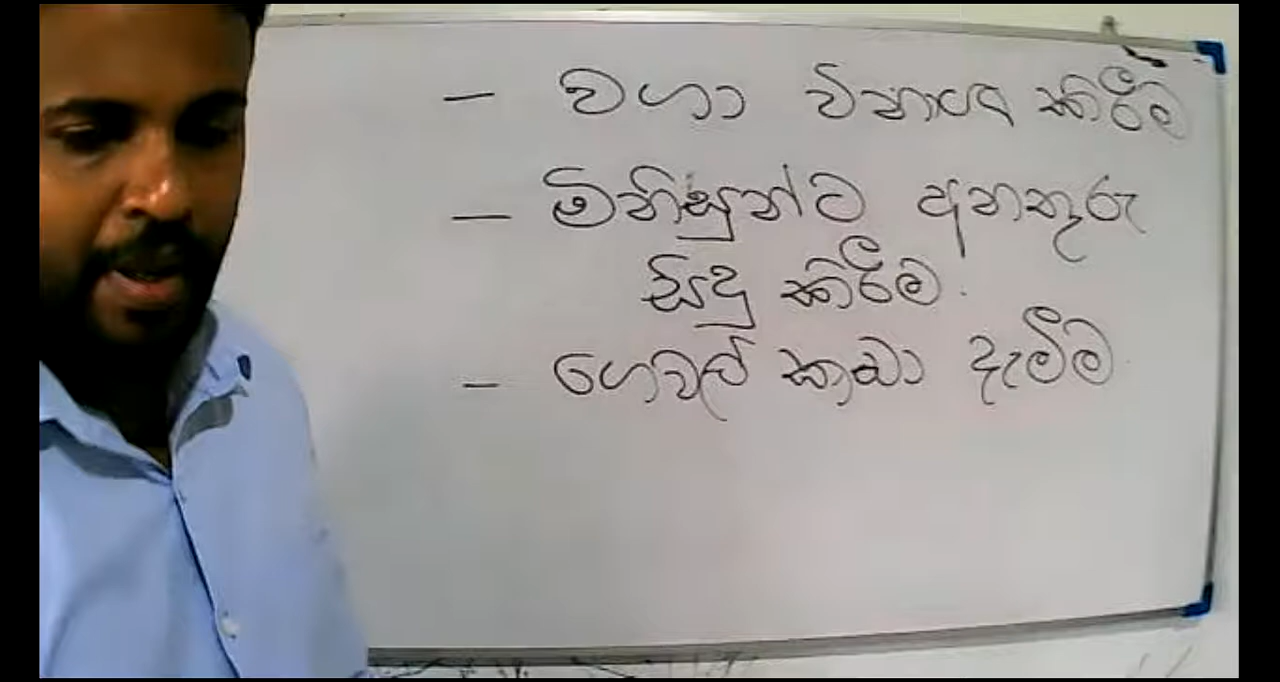 - වගා විනාශ කිරීම
- මිනිසුන්ට අනතුරු
සිදු කිරීම.
- ගෙවල් කඩා දැමීම